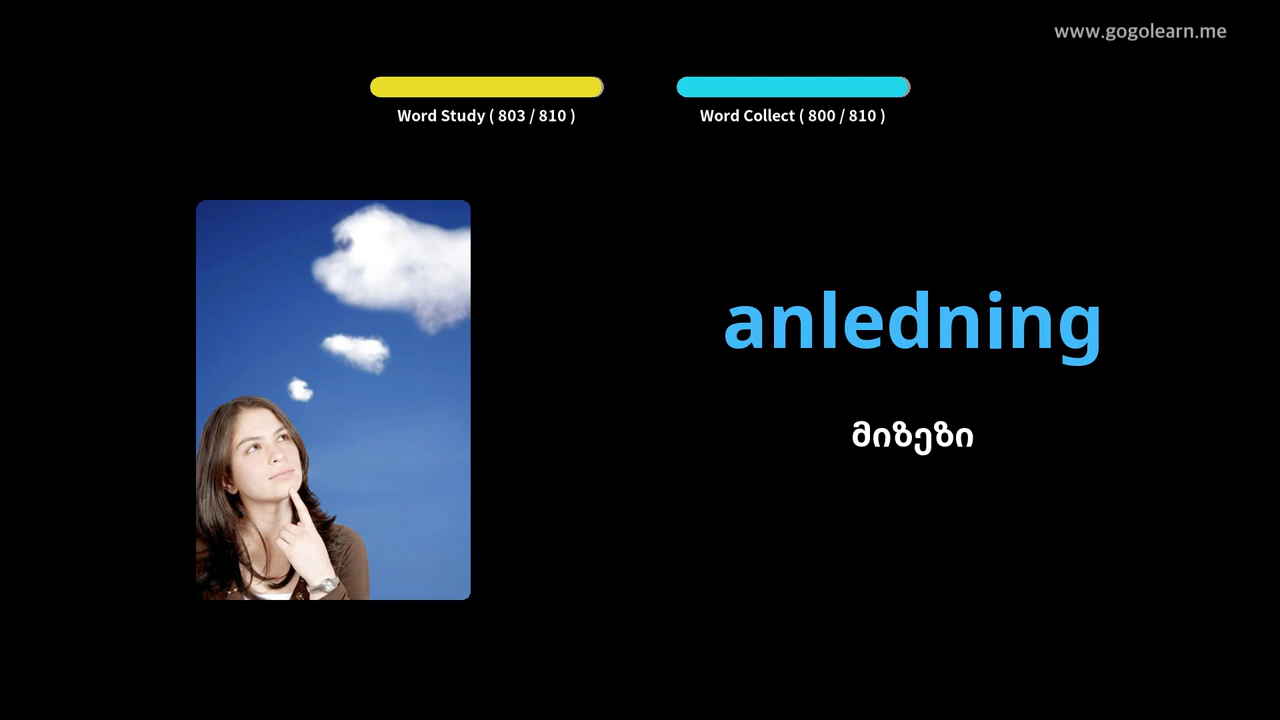 www.gogolearn.me
Word Study ( 803 / 810 )
Word Collect ( 800 / 810 )
anledning
მიზეზი